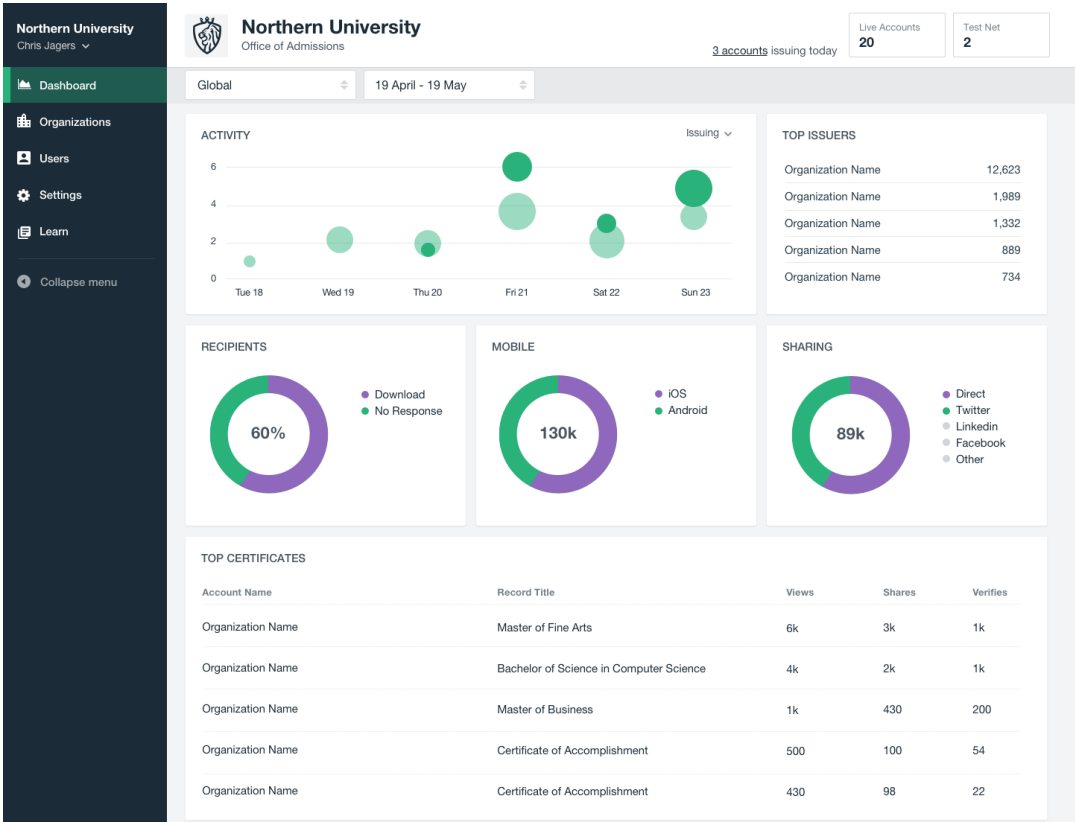 Northern University
Chris Jagers
Dashboard
Organizations
Users
Settings
Learn
Collapse menu
Northern University
Office of Admissions
3 accounts issuing today
Live Accounts
20
Test Net
2
Global
19 April - 19 May
ACTIVITY
Issuing
6
4
2
0
Tue 18 Wed 19 Thu 20 Fri 21 Sat 22 Sun 23
TOP ISSUERS
Organization Name 12,623
Organization Name 1,989
Organization Name 1,332
Organization Name 889
Organization Name 734
RECIPIENTS
60%
Download
No Response
MOBILE
130k
iOS
Android
SHARING
89k
Direct
Twitter
Linkedin
Facebook
Other
TOP CERTIFICATES
Account Name Record Title Views Shares Verifies
Organization Name Master of Fine Arts 6k 3k 1k
Organization Name Bachelor of Science in Computer Science 4k 2k 1k
Organization Name Master of Business 1k 430 200
Organization Name Certificate of Accomplishment 500 100 54
Organization Name Certificate of Accomplishment 430 98 22